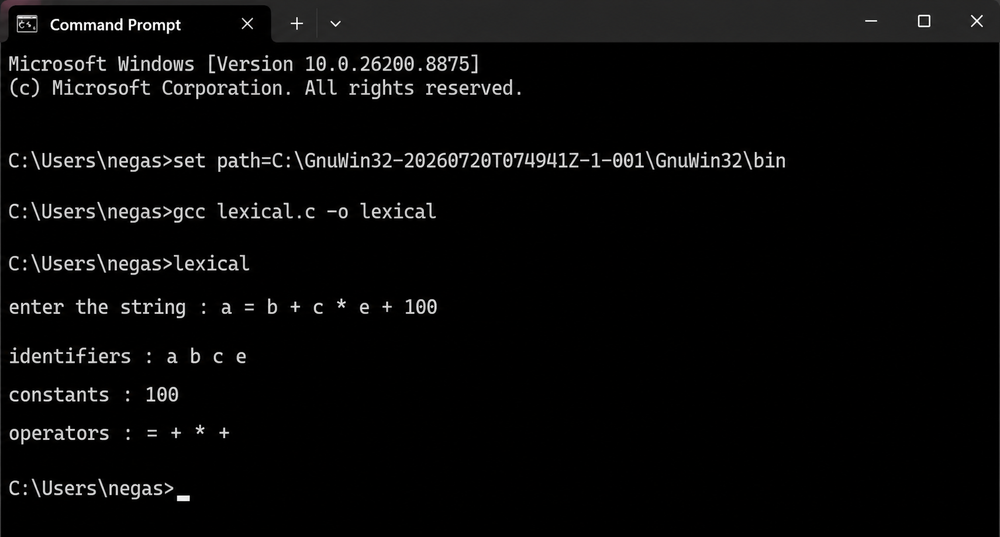 Command Prompt
Microsoft Windows [Version 10.0.26200.8875]
(c) Microsoft Corporation. All rights reserved.
C:\Users\negas>set path=C:\GnuWin32-20260720T074941Z-1-001\GnuWin32\bin
C:\Users\negas>gcc lexical.c -o lexical
C:\Users\negas>lexical
enter the string : a = b + c * e + 100
identifiers : a b c e
constants : 100
operators : = + * +
C:\Users\negas>